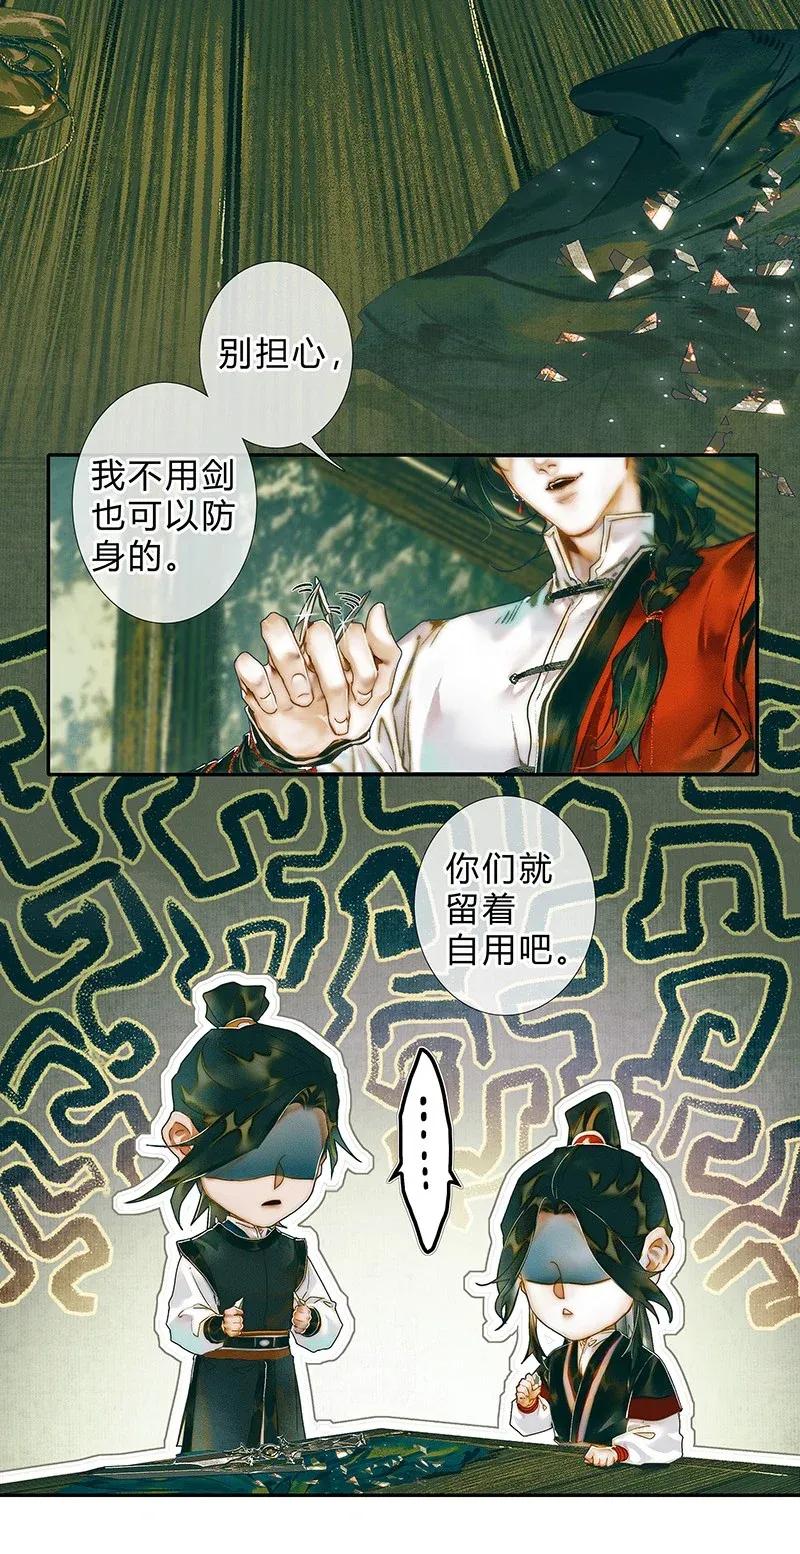 别担心，
我不用剑
也可以防
身的。
你们就
留着
自用吧。
……